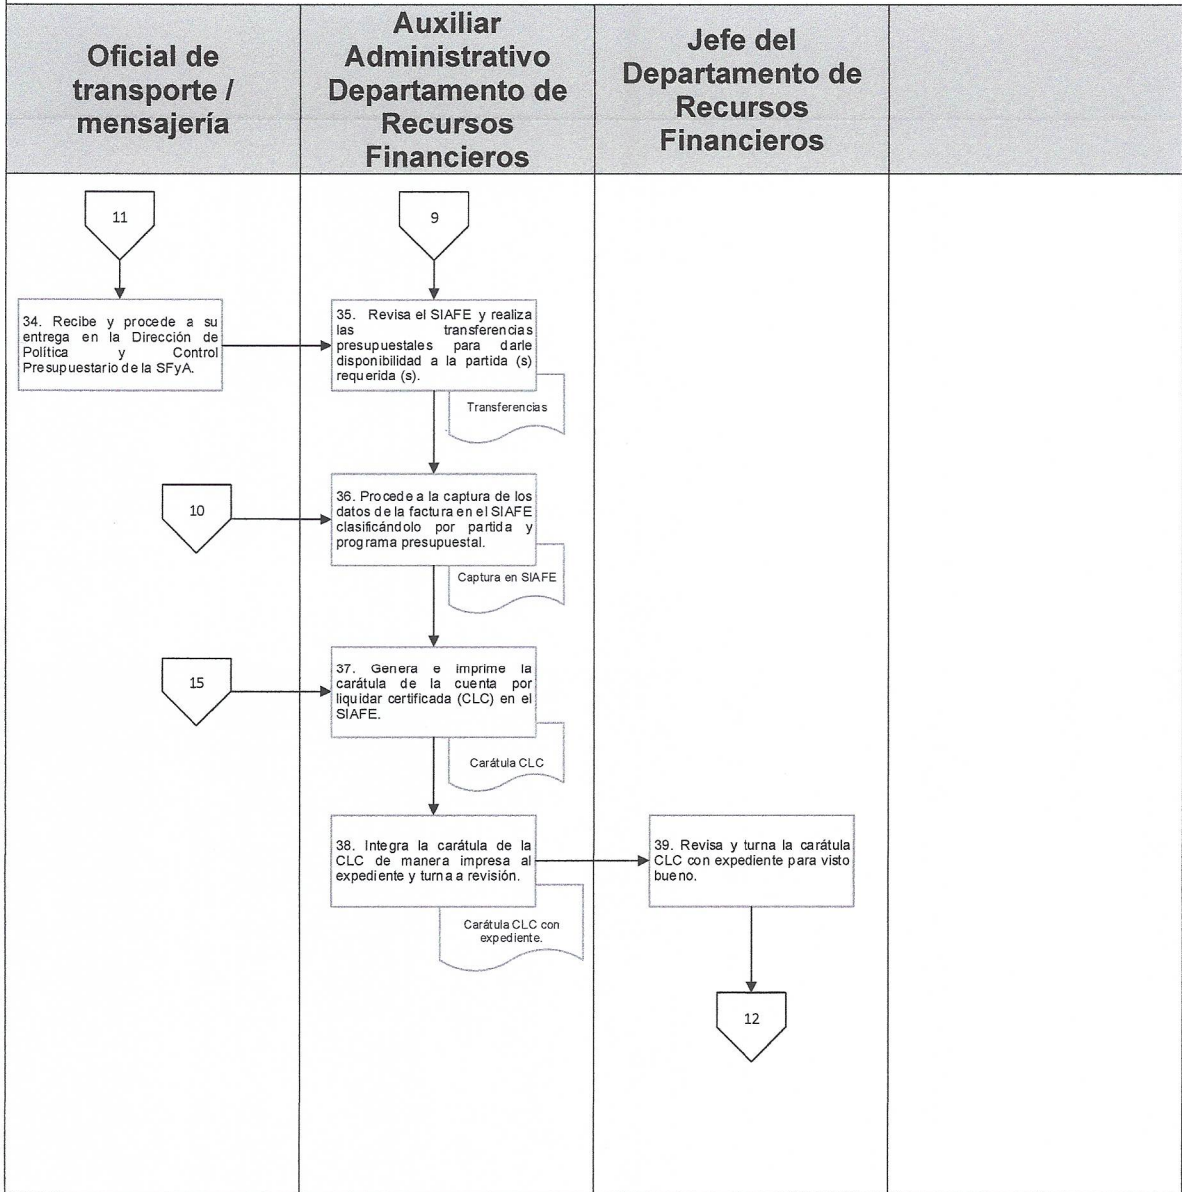 Oficial de
transporte /
mensajería
Auxiliar
Administrativo
Departamento de
Recursos
Financieros
Jefe del
Departamento de
Recursos
Financieros
11
9
34. Recibe y procede a su
entrega en la Dirección de
Política y Control
Presupuestario de la SFyA.
35. Revisa el SIAFE y realiza
las transferencias
presupuestales para darle
disponibilidad a la partida (s)
requerida (s).
Transferencias
10
36. Procede a la captura de los
datos de la factura en el SIAFE
clasificándolo por partida y
programa presupuestal.
Captura en SIAFE
15
37. Genera e imprime la
carátula de la cuenta por
liquidar certificada (CLC) en el
SIAFE.
Carátula CLC
38. Integra la carátula de la
CLC de manera impresa al
expediente y turna a revisión.
Carátula CLC con
expediente.
39. Revisa y turna la carátula
CLC con expediente para visto
bueno.
12